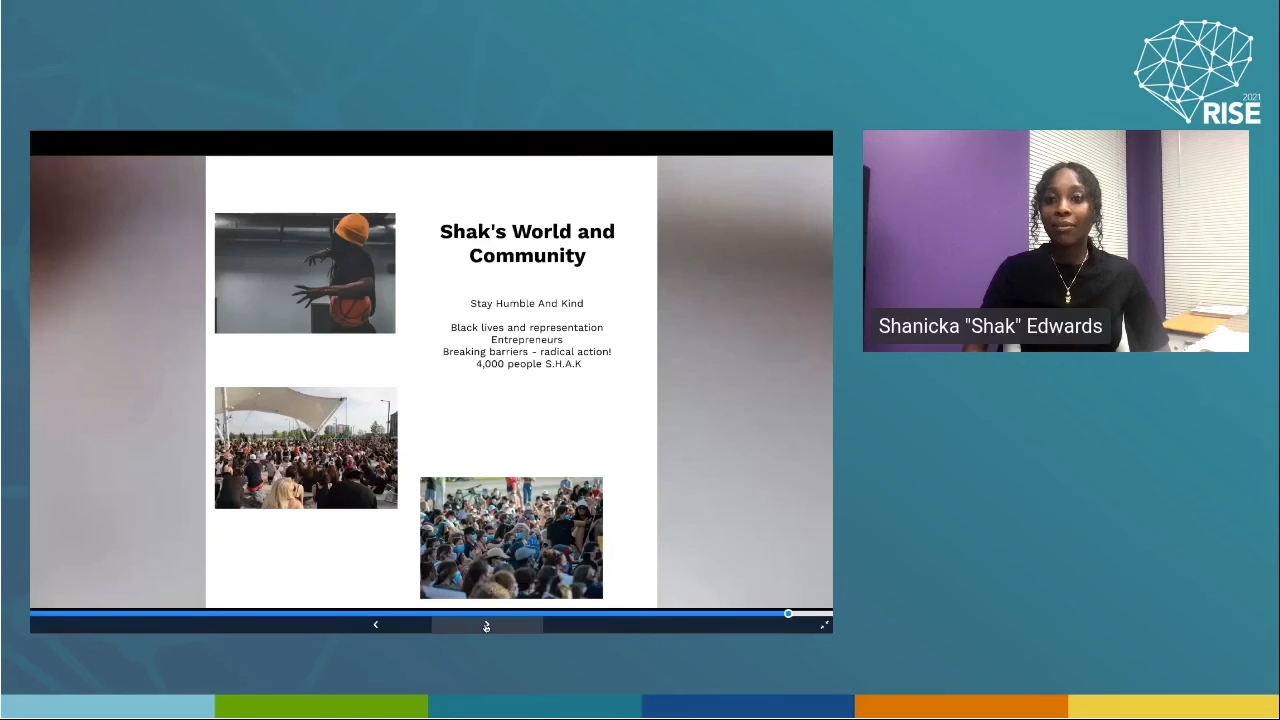 2021
RISE
Shak's World and
Community
Stay Humble And Kind
Black lives and representation
Entrepreneurs
Breaking barriers - radical action!
4,000 people S.H.A.K
Shanicka "Shak" Edwards